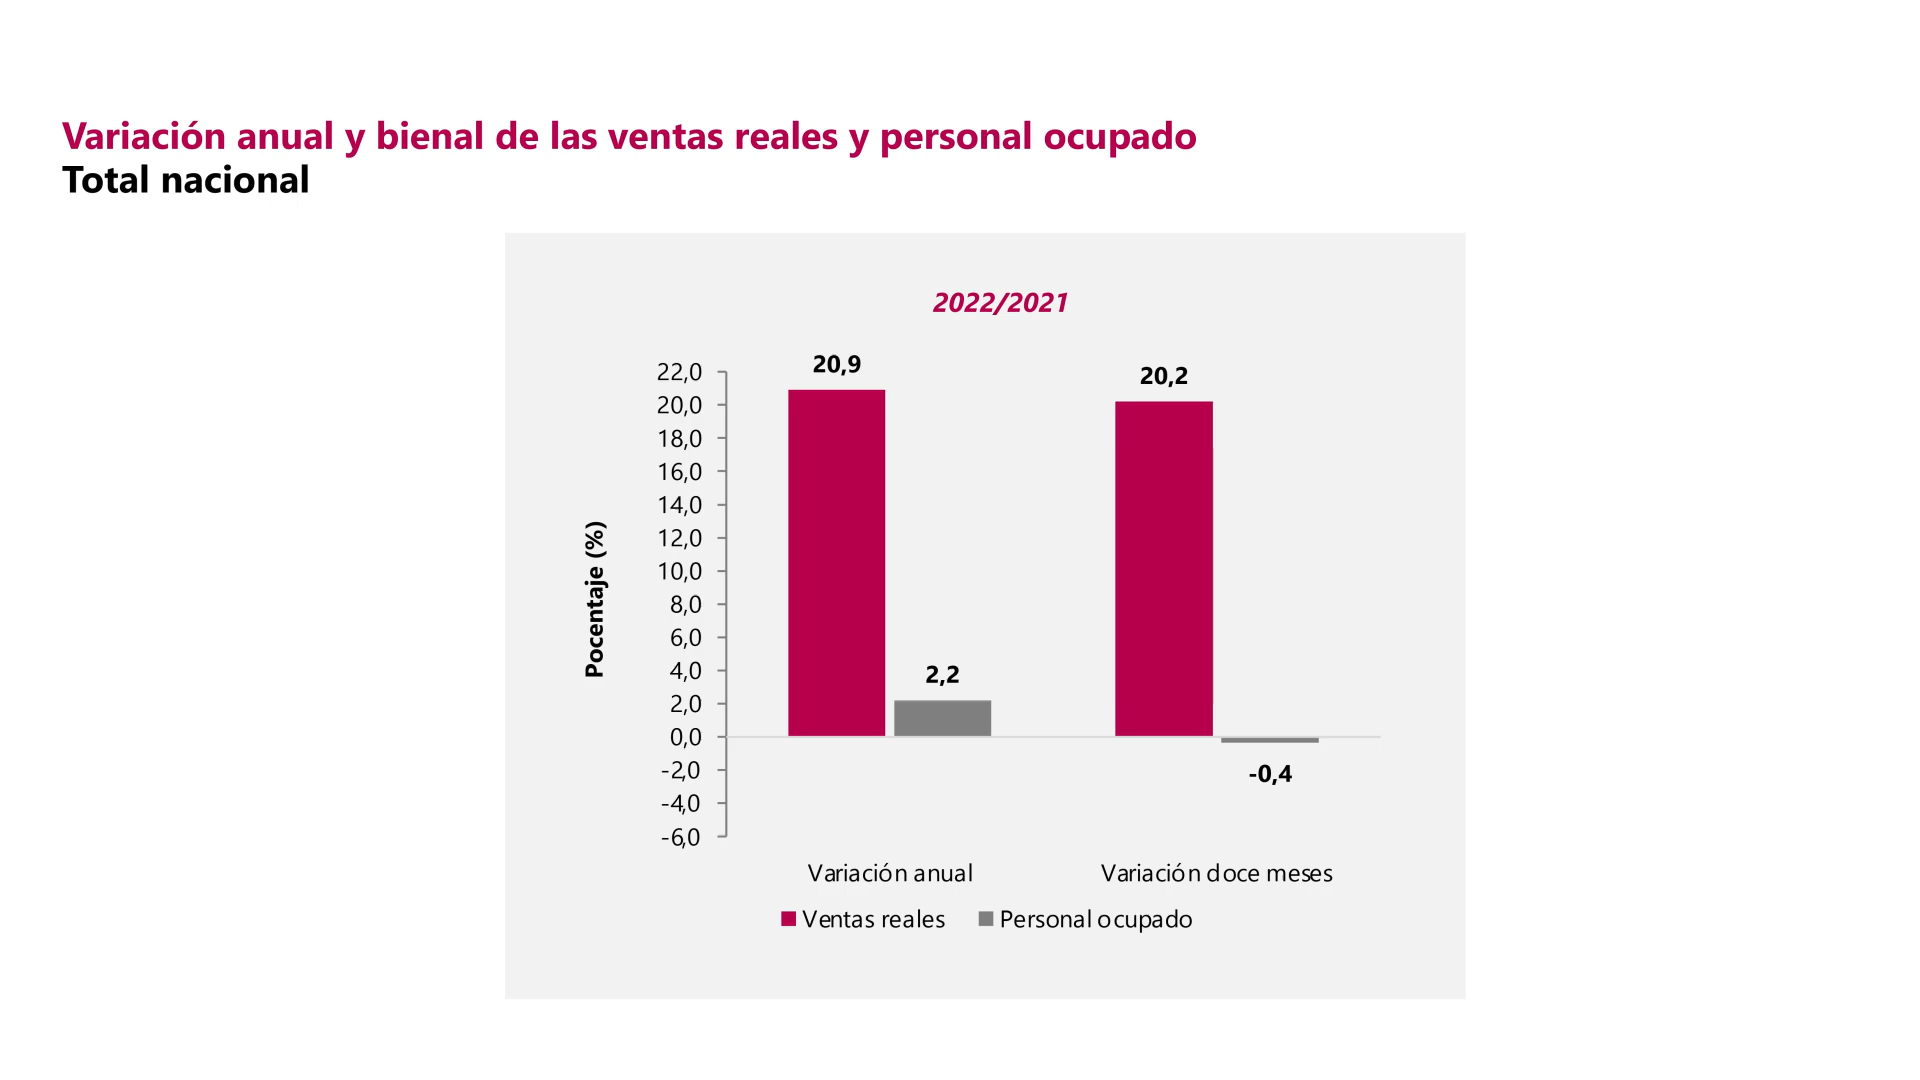 Variación anual y bienal de las ventas reales y personal ocupado
Total nacional
2022/2021
Pocentaje (%)
22,0
20,0
18,0
16,0
14,0
12,0
10,0
8,0
6,0
4,0
2,0
0,0
-2,0
-4,0
-6,0
20,9
2,2
20,2
-0,4
Variación anual
Variación doce meses
Ventas reales
Personal ocupado